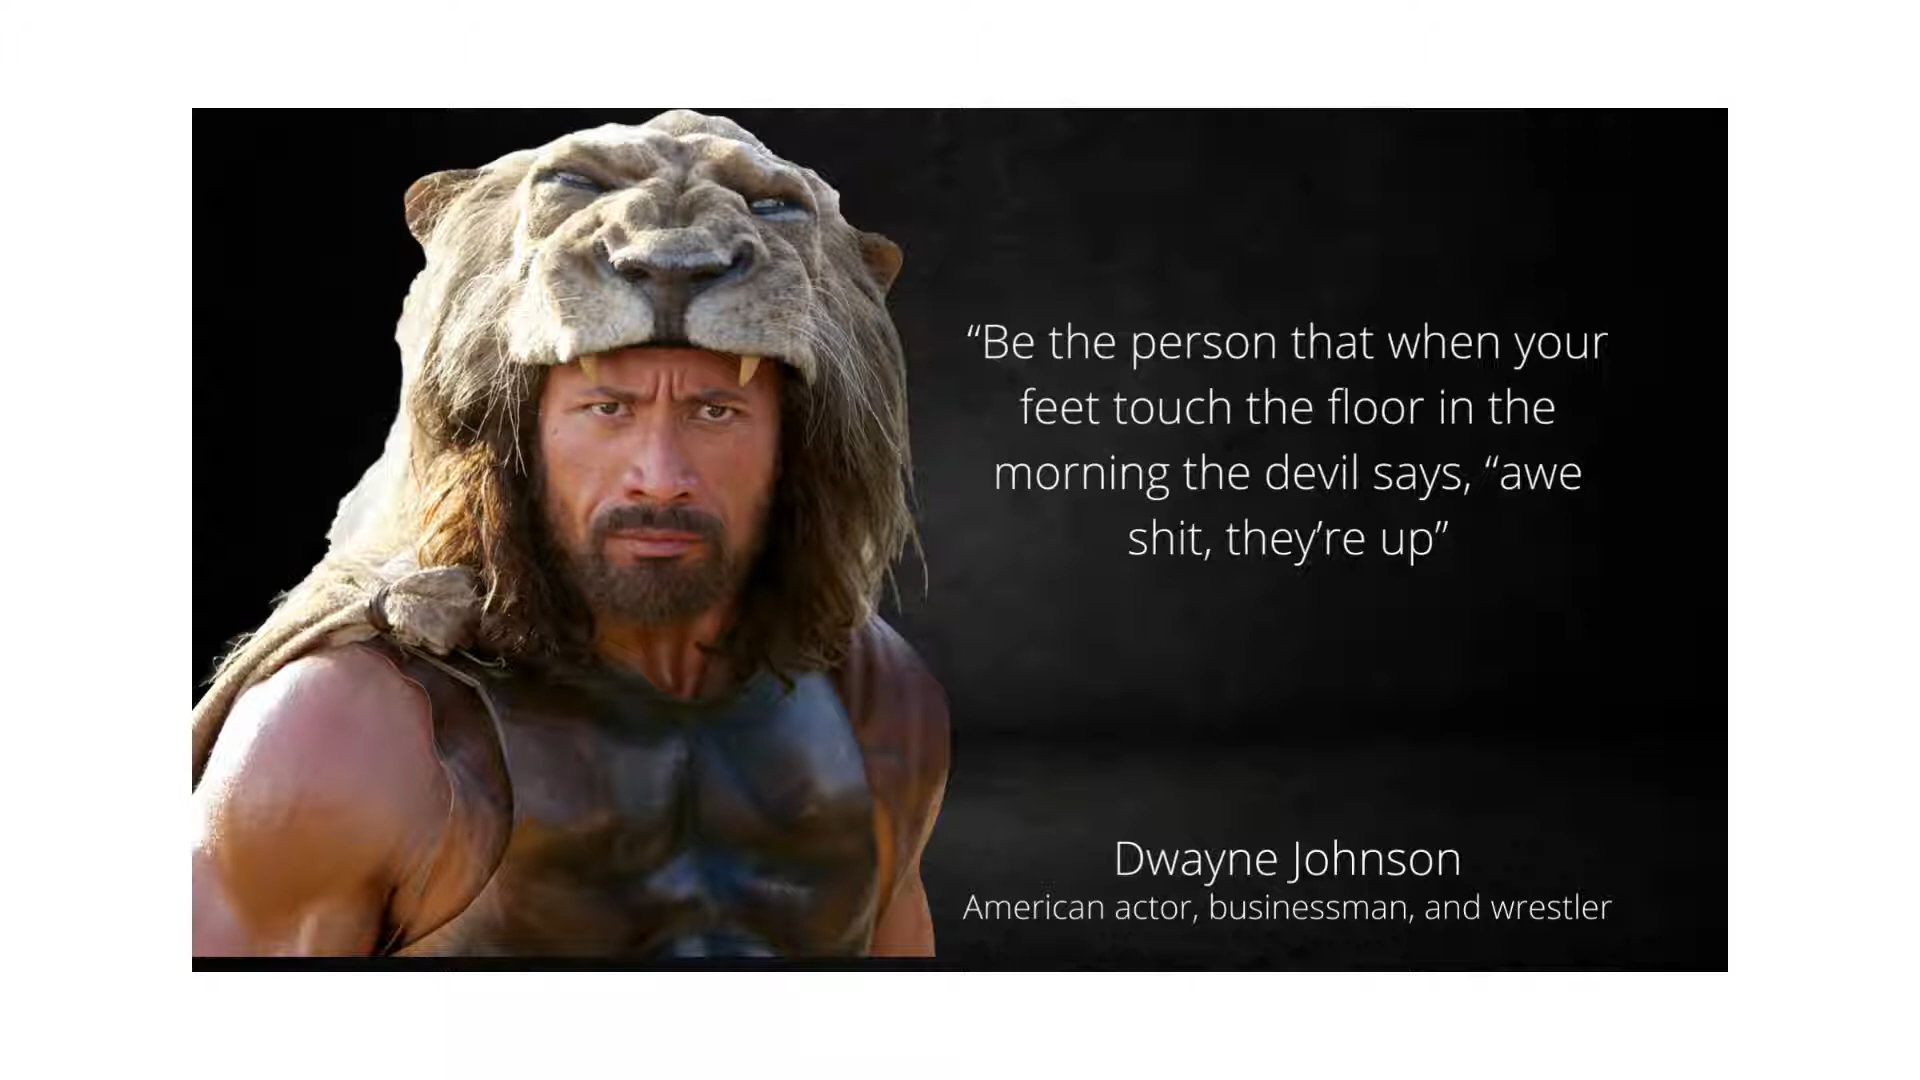 “Be the person that when your
feet touch the floor in the
morning the devil says, “awe
shit, they’re up”
Dwayne Johnson
American actor, businessman, and wrestler